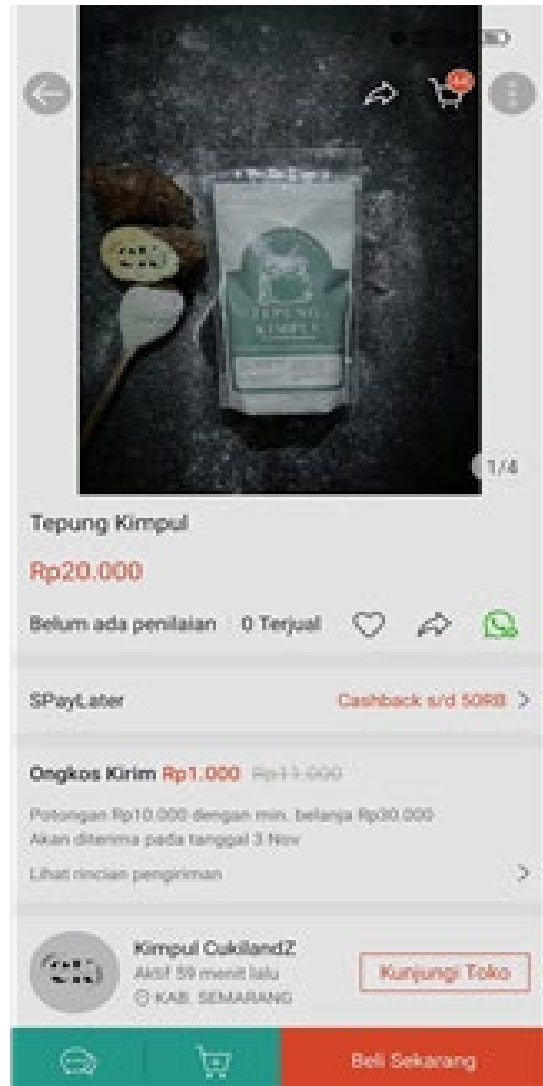 TEPUNG
KIMPUL
1/4
Tepung Kimpul
Rp20.000
Belum ada penilaian 0 Terjual
SPayLater Cashback s/d 50RB
Ongkos Kirim Rp1.000 Rp11.000
Potongan Rp10.000 dengan min. belanja Rp30.000
Akan diterima pada tanggal 3 Nov
Lihat rincian pengiriman
Kimpul CukilandZ
Aktif 59 menit lalu
KAB. SEMARANG
Kunjungi Toko
Beli Sekarang